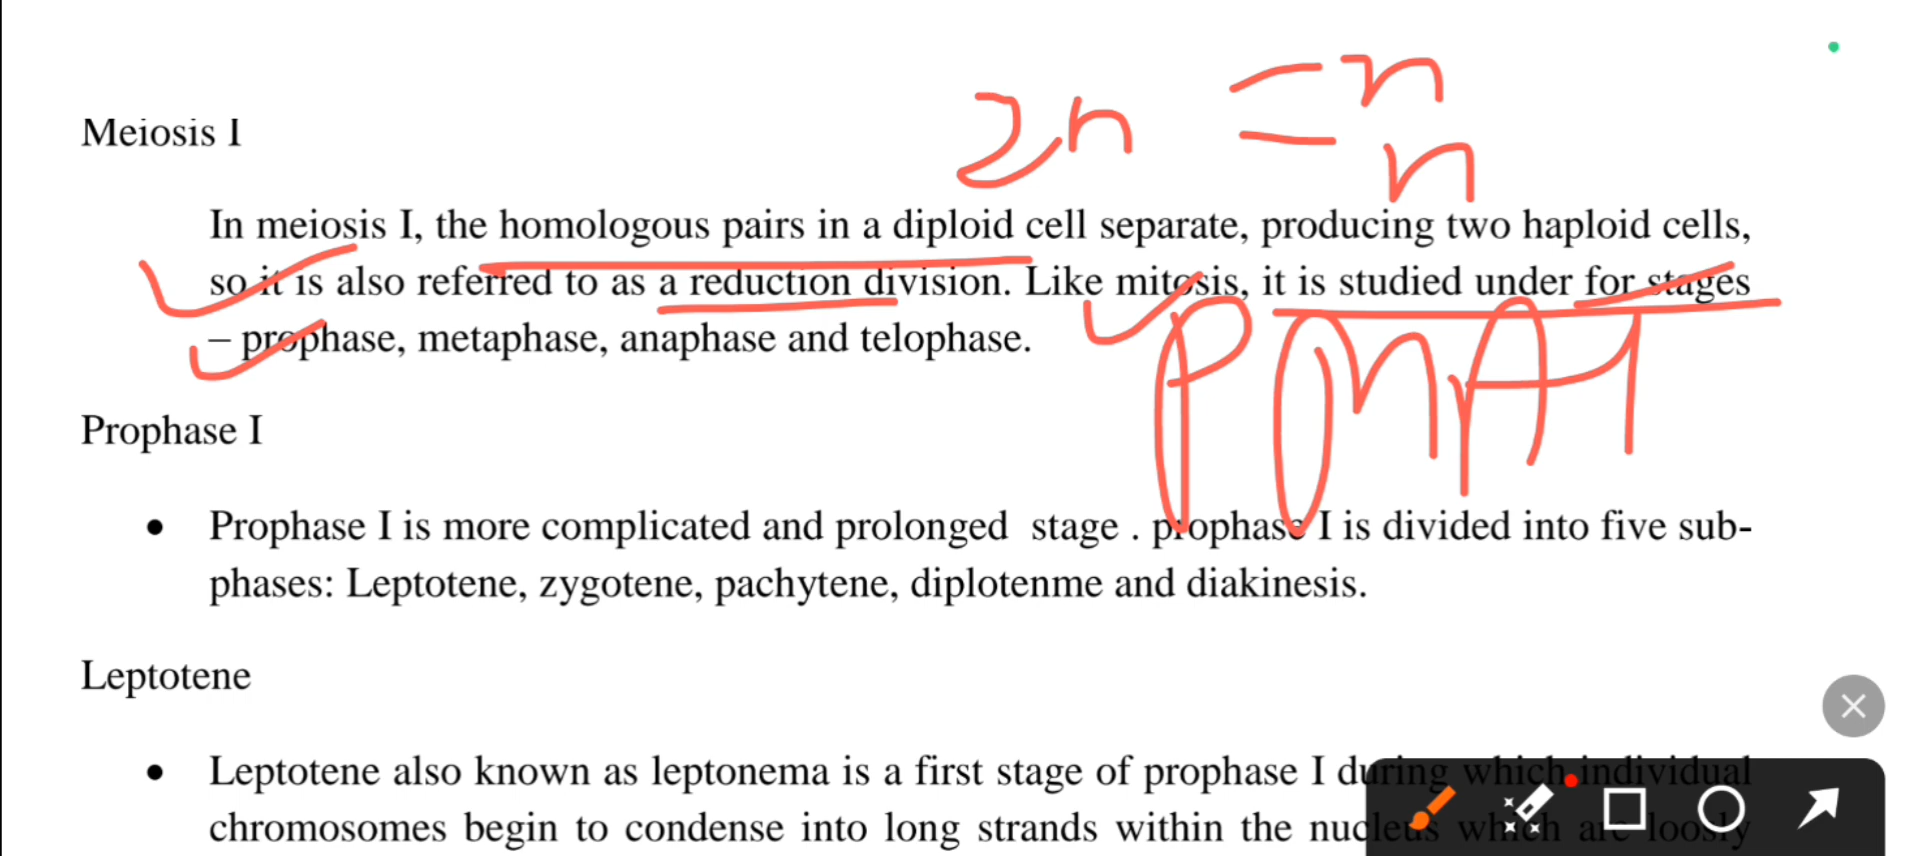 2n = n
n
Meiosis I
In meiosis I, the homologous pairs in a diploid cell separate, producing two haploid cells,
so it is also referred to as a reduction division. Like mitosis, it is studied under for stages
– prophase, metaphase, anaphase and telophase.
Prophase I
• Prophase I is more complicated and prolonged stage . prophase I is divided into five sub-
phases: Leptotene, zygotene, pachytene, diplotenme and diakinesis.
Leptotene
• Leptotene also known as leptonema is a first stage of prophase I during which individual
chromosomes begin to condense into long strands within the nucleus which are loosly